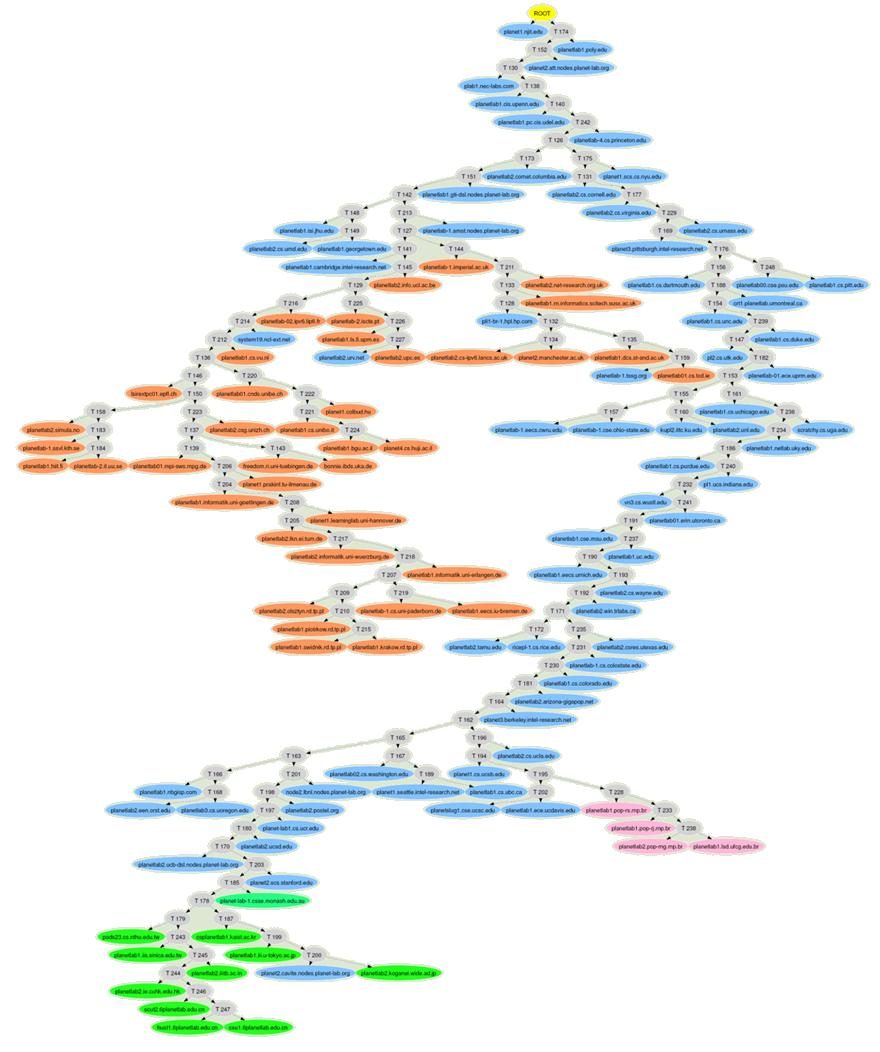 ROOT
planet1.njit.edu T 174
T 152 planetlab1.poly.edu
T 130 planet2.att.nodes.planet-lab.org
plab1.nec-labs.com T 138
planetlab1.cis.upenn.edu T 140
planetlab1.pc.cis.udel.edu T 242
T 126 planetlab-4.cs.princeton.edu
T 173 T 175
T 151 planetlab2.comet.columbia.edu T 131 planet1.scs.cs.nyu.edu
T 142 planetlab1.gti-dsl.nodes.planet-lab.org planetlab2.cs.cornell.edu T 177
T 148 T 213 planetlab2.cs.virginia.edu T 229
planetlab1.isi.jhu.edu T 149 T 127 planetlab-1.amst.nodes.planet-lab.org T 169 planetlab2.cs.umass.edu
planetlab2.cs.umd.edu planetlab1.georgetown.edu T 141 T 144 planet3.pittsburgh.intel-research.net T 176
planetlab1.cambridge.intel-research.net T 145 planetlab-1.imperial.ac.uk T 211 T 156 T 248
T 129 planetlab2.info.ucl.ac.be T 133 planetlab2.net-research.org.uk planetlab1.cs.dartmouth.edu T 188 planetlab00.cse.psu.edu planetlab1.cs.pitt.edu
T 216 T 225 T 128 planetlab1.m.informatics.scitech.susx.ac.uk T 154 ort1.planetlab.umontreal.ca
T 214 planetlab-02.ipv6.lip6.fr planetlab-2.iscte.pt T 226 pli1-br-1.hpl.hp.com T 132 planetlab1.cs.unc.edu T 239
T 212 system19.ncl-ext.net planetlab1.ls.fi.upm.es T 227 T 134 T 135 T 147 planetlab1.cs.duke.edu
T 136 planetlab1.cs.vu.nl planetlab2.urv.net planetlab2.upc.es planetlab2.cs-ipv6.lancs.ac.uk planet2.manchester.ac.uk planetlab1.dcs.st-and.ac.uk T 159 pl2.cs.utk.edu T 182
T 146 T 220 planetlab-1.tssg.org planetlab01.cs.tcd.ie T 153 planetlab-01.ece.uprm.edu
lsirextpc01.epfl.ch T 150 planetlab01.cnds.unibe.ch T 222 T 155 T 161
T 158 T 223 T 221 planet1.colbud.hu T 157 T 160 planetlab1.cs.uchicago.edu T 236
planetlab2.simula.no T 183 T 137 planetlab2.csg.unizh.ch planetlab1.cs.unibo.it T 224 planetlab-1.eecs.cwru.edu planetlab-1.cse.ohio-state.edu kupl2.ittc.ku.edu planetlab2.unl.edu T 234 scratchy.cs.uga.edu
planetlab-1.ssvl.kth.se T 184 T 139 T 143 planetlab1.bgu.ac.il planet4.cs.huji.ac.il T 186 planetlab1.netlab.uky.edu
planetlab1.hiit.fi planetlab-2.it.uu.se planetlab01.mpi-sws.mpg.de T 206 freedom.ri.uni-tuebingen.de bonnie.ibds.uka.de planetlab1.cs.purdue.edu T 240
T 204 planet1.prakinf.tu-ilmenau.de T 232 pl1.ucs.indiana.edu
planetlab1.informatik.uni-goettingen.de T 208 vn3.cs.wustl.edu T 241
T 205 planet1.learninglab.uni-hannover.de T 191 planetlab01.erin.utoronto.ca
planetlab2.lkn.ei.tum.de T 217 planetlab1.cse.msu.edu T 237
planetlab2.informatik.uni-wuerzburg.de T 218 T 190 planetlab1.uc.edu
T 207 planetlab1.informatik.uni-erlangen.de planetlab1.eecs.umich.edu T 193
T 209 T 219 T 192 planetlab2.cs.wayne.edu
planetlab2.olsztyn.rd.tp.pl T 210 planetlab-1.cs.uni-paderborn.de planetlab1.eecs.iu-bremen.de T 171 planetlab2.win.trlabs.ca
planetlab1.piotrkow.rd.tp.pl T 215 T 172 T 235
planetlab1.swidnik.rd.tp.pl planetlab1.krakow.rd.tp.pl planetlab2.tamu.edu ricepl-1.cs.rice.edu T 231 planetlab2.csres.utexas.edu
T 230 planetlab-1.cs.colostate.edu
T 181 planetlab1.cs.colorado.edu
T 164 planetlab2.arizona-gigapop.net
T 162 planet3.berkeley.intel-research.net
T 165 T 196
T 163 T 167 T 194 planetlab2.cs.ucla.edu
T 166 T 201 planetlab02.cs.washington.edu T 189 planet1.cs.ucsb.edu T 195
planetlab1.nbgisp.com T 168 T 198 node2.lbnl.nodes.planet-lab.org planet1.seattle.intel-research.net planetlab1.cs.ubc.ca T 202 T 228
planetlab2.een.orst.edu planetlab3.cs.uoregon.edu T 197 planetlab2.postel.org planetslug1.cse.ucsc.edu planetlab1.ece.ucdavis.edu planetlab1.pop-rs.rnp.br T 233
T 180 planet-lab1.cs.ucr.edu planetlab1.pop-rj.rnp.br T 238
T 170 planetlab2.ucsd.edu planetlab2.pop-mg.rnp.br planetlab1.lsd.ufcg.edu.br
planetlab2.ucb-dsl.nodes.planet-lab.org T 203
T 185 planet2.scs.stanford.edu
T 178 planet-lab-1.csse.monash.edu.au
T 179 T 187
pads23.cs.nthu.edu.tw T 243 csplanetlab1.kaist.ac.kr T 199
planetlab1.iis.sinica.edu.tw T 245 planetlab1.iii.u-tokyo.ac.jp T 200
T 244 planetlab2.iiitb.ac.in planet2.cavite.nodes.planet-lab.org planetlab2.koganei.wide.ad.jp
planetlab2.ie.cuhk.edu.hk T 246
scut2.6planetlab.edu.cn T 247
hust1.6planetlab.edu.cn csu1.6planetlab.edu.cn